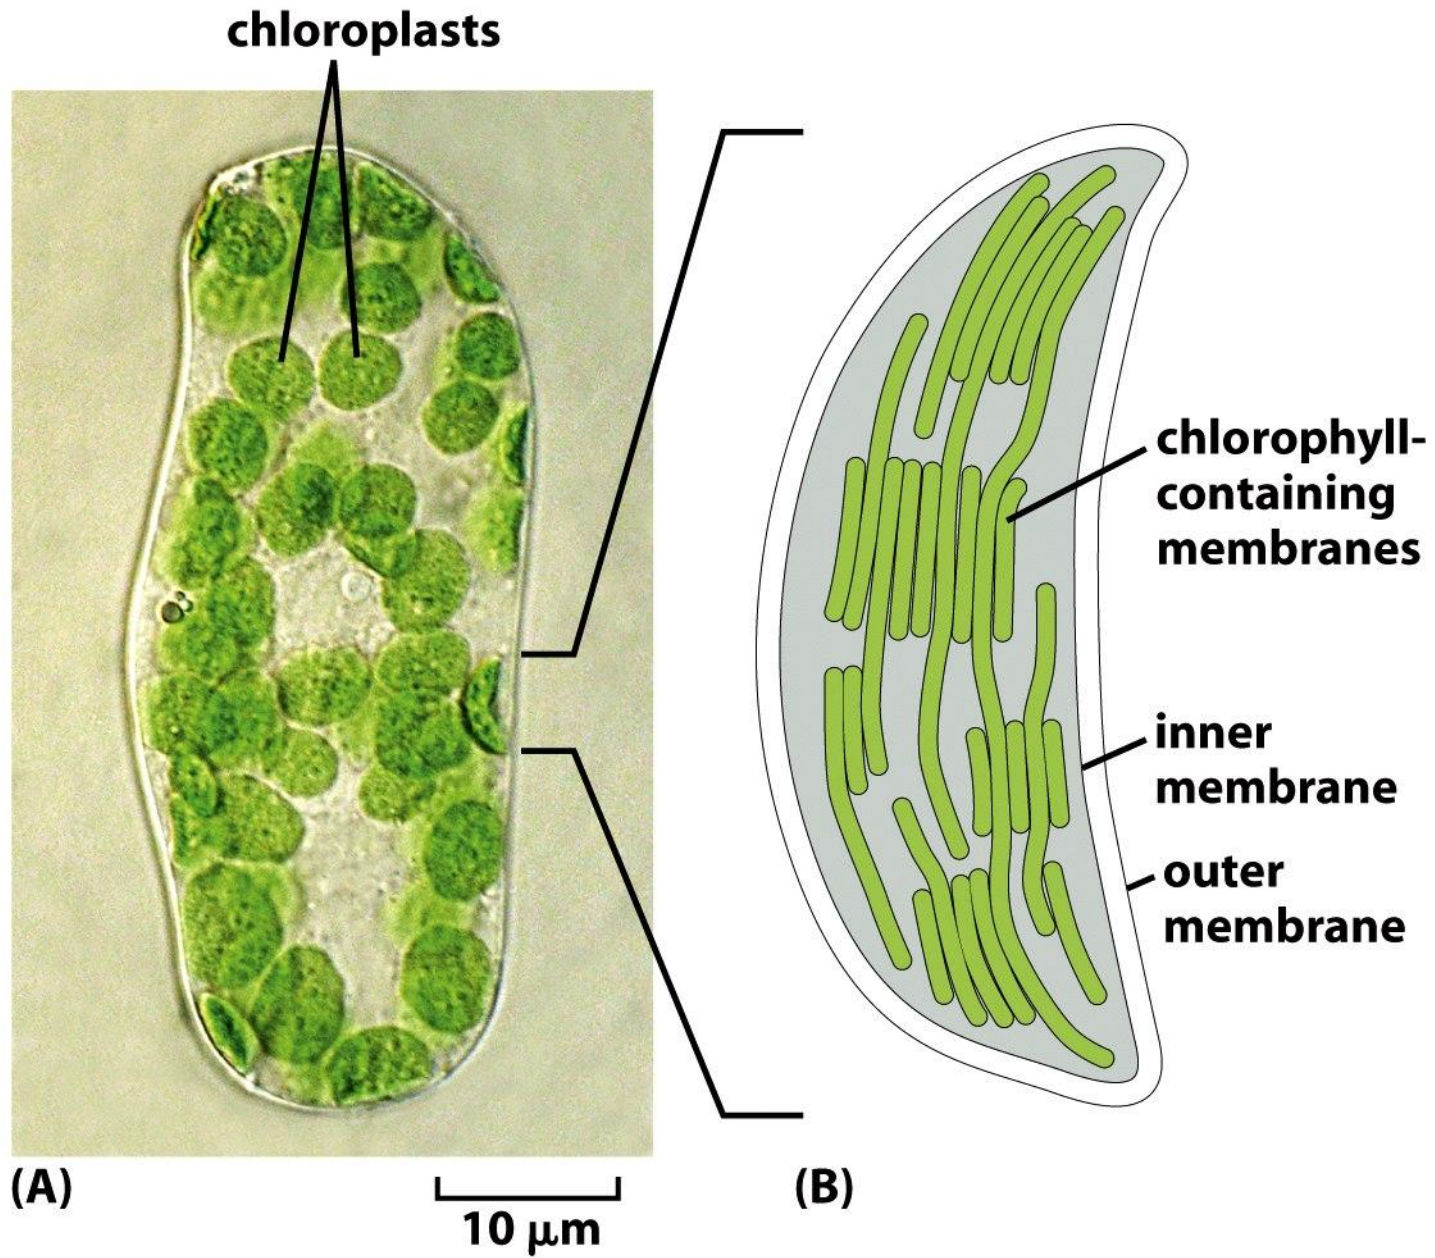 chloroplasts
chlorophyll-
containing
membranes
inner
membrane
outer
membrane
(A)
10 μm
(B)